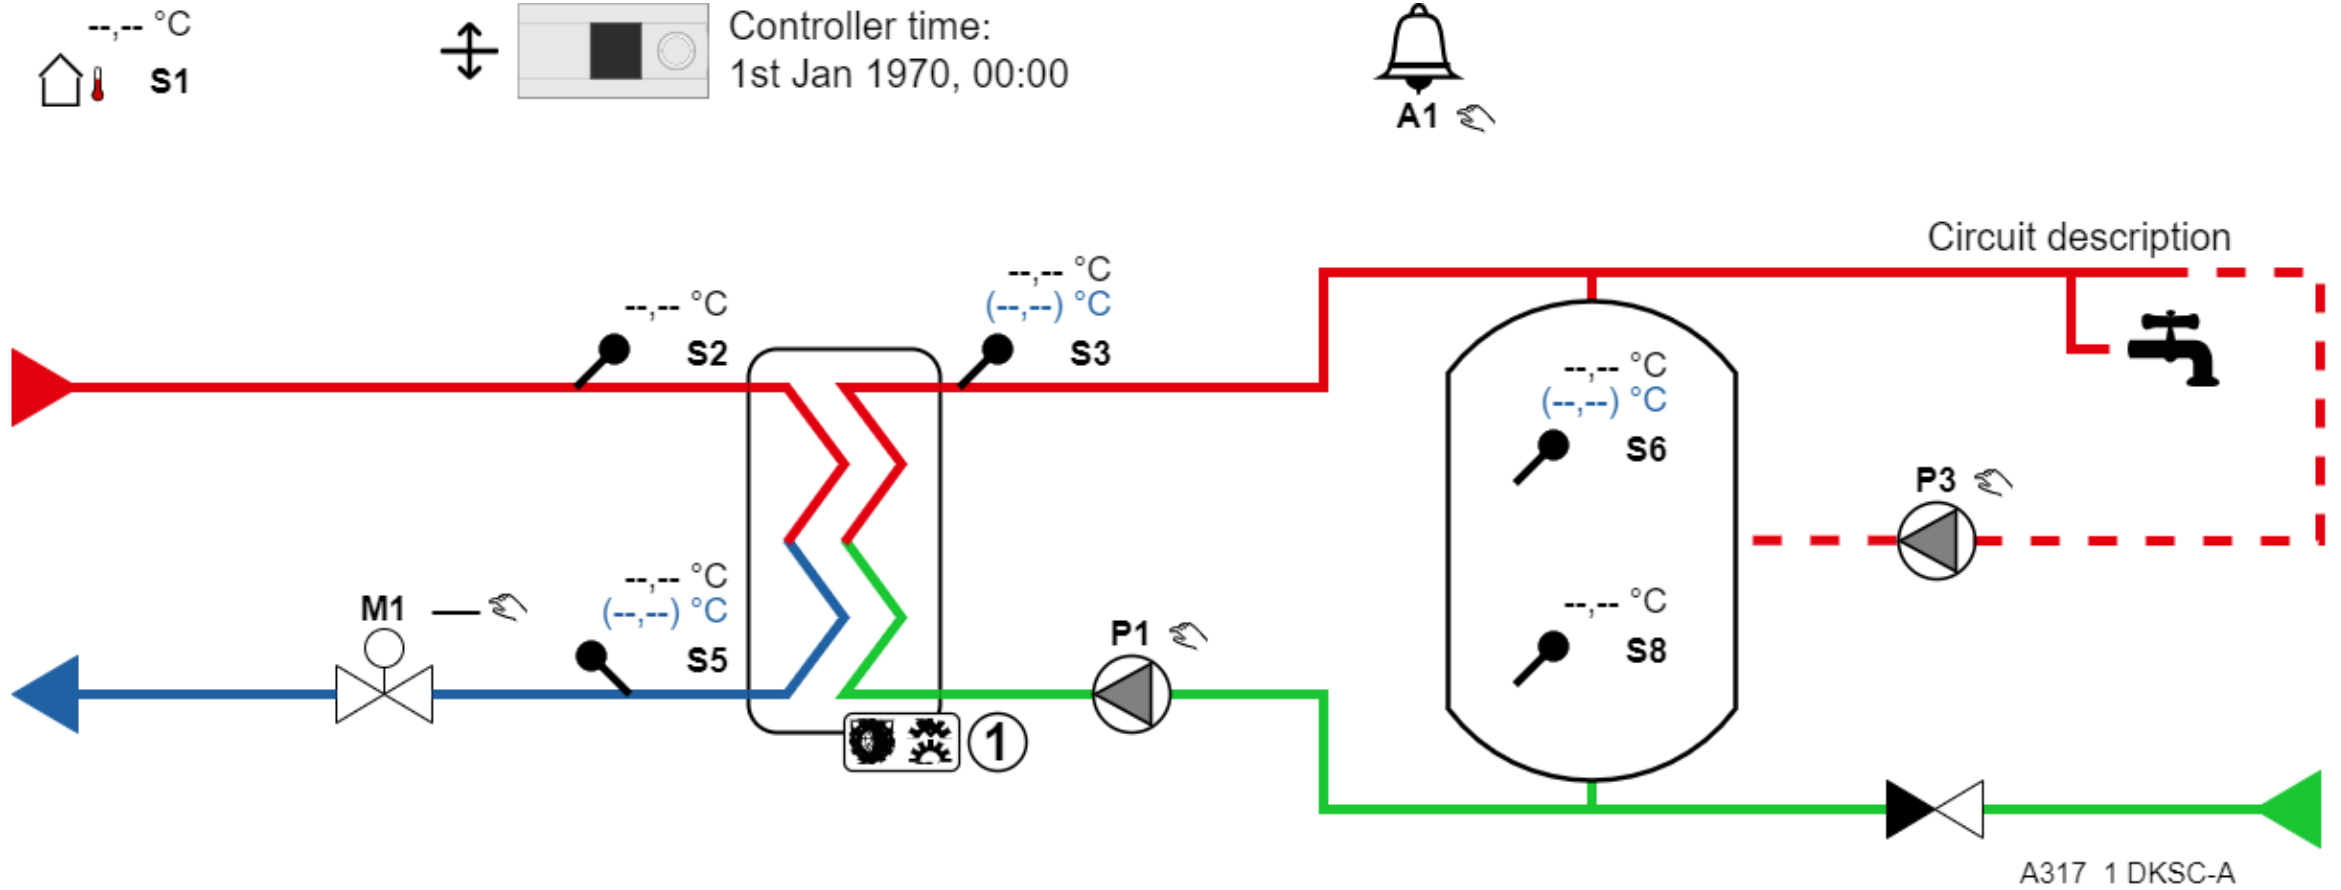 --,-- °C
S1
Controller time:
1st Jan 1970, 00:00
A1
Circuit description
--,-- °C
(--,--) °C
S3
--,-- °C
S2
--,-- °C
(--,--) °C
S6
P3
--,-- °C
(--,--) °C
S5
M1
--,-- °C
S8
P1
1
A317 1 DKSC-A